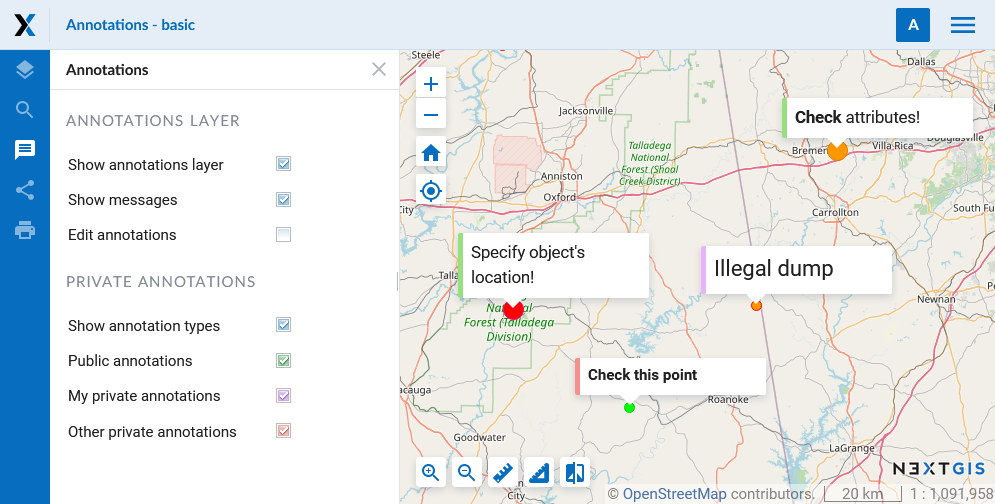 Annotations - basic
A
Annotations
ANNOTATIONS LAYER
Show annotations layer
Show messages
Edit annotations
PRIVATE ANNOTATIONS
Show annotation types
Public annotations
My private annotations
Other private annotations
Steele
Dallas
Jacksonville
Check attributes!
Douglasville
Villa Rica
Talladega
National
Forest (Shoal
Creek District)
Anniston
Oxford
City
Carrollton
South Fu
Specify object's
location!
Illegal dump
Newnan
Forest (Talladega
Division)
Check this point
Roanoke
acauga
Goodwater
LaGrange
City
NEXTGIS
© OpenStreetMap contributors.
20 km
1 : 1,091,958